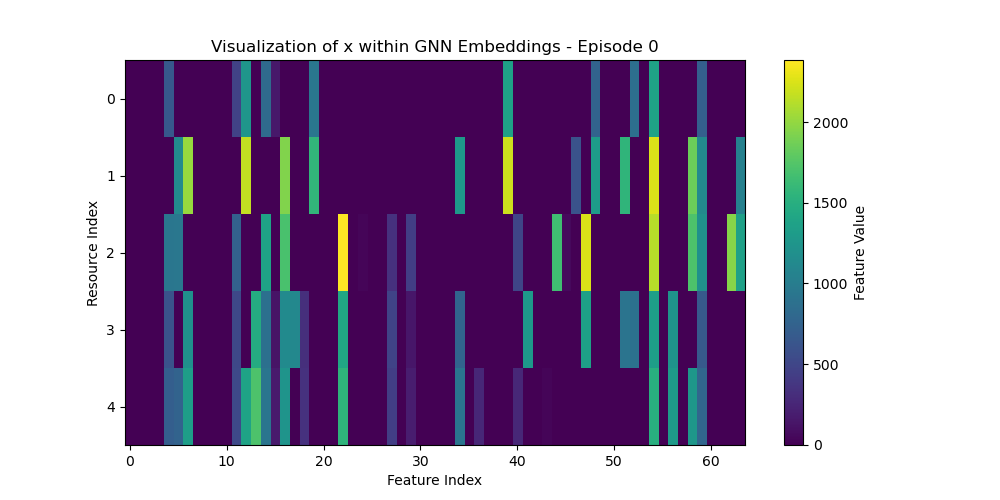 Visualization of x within GNN Embeddings - Episode 0
Resource Index
0
1
2
3
4
0 10 20 30 40 50 60
Feature Index
2000
1500
1000
500
0
Feature Value